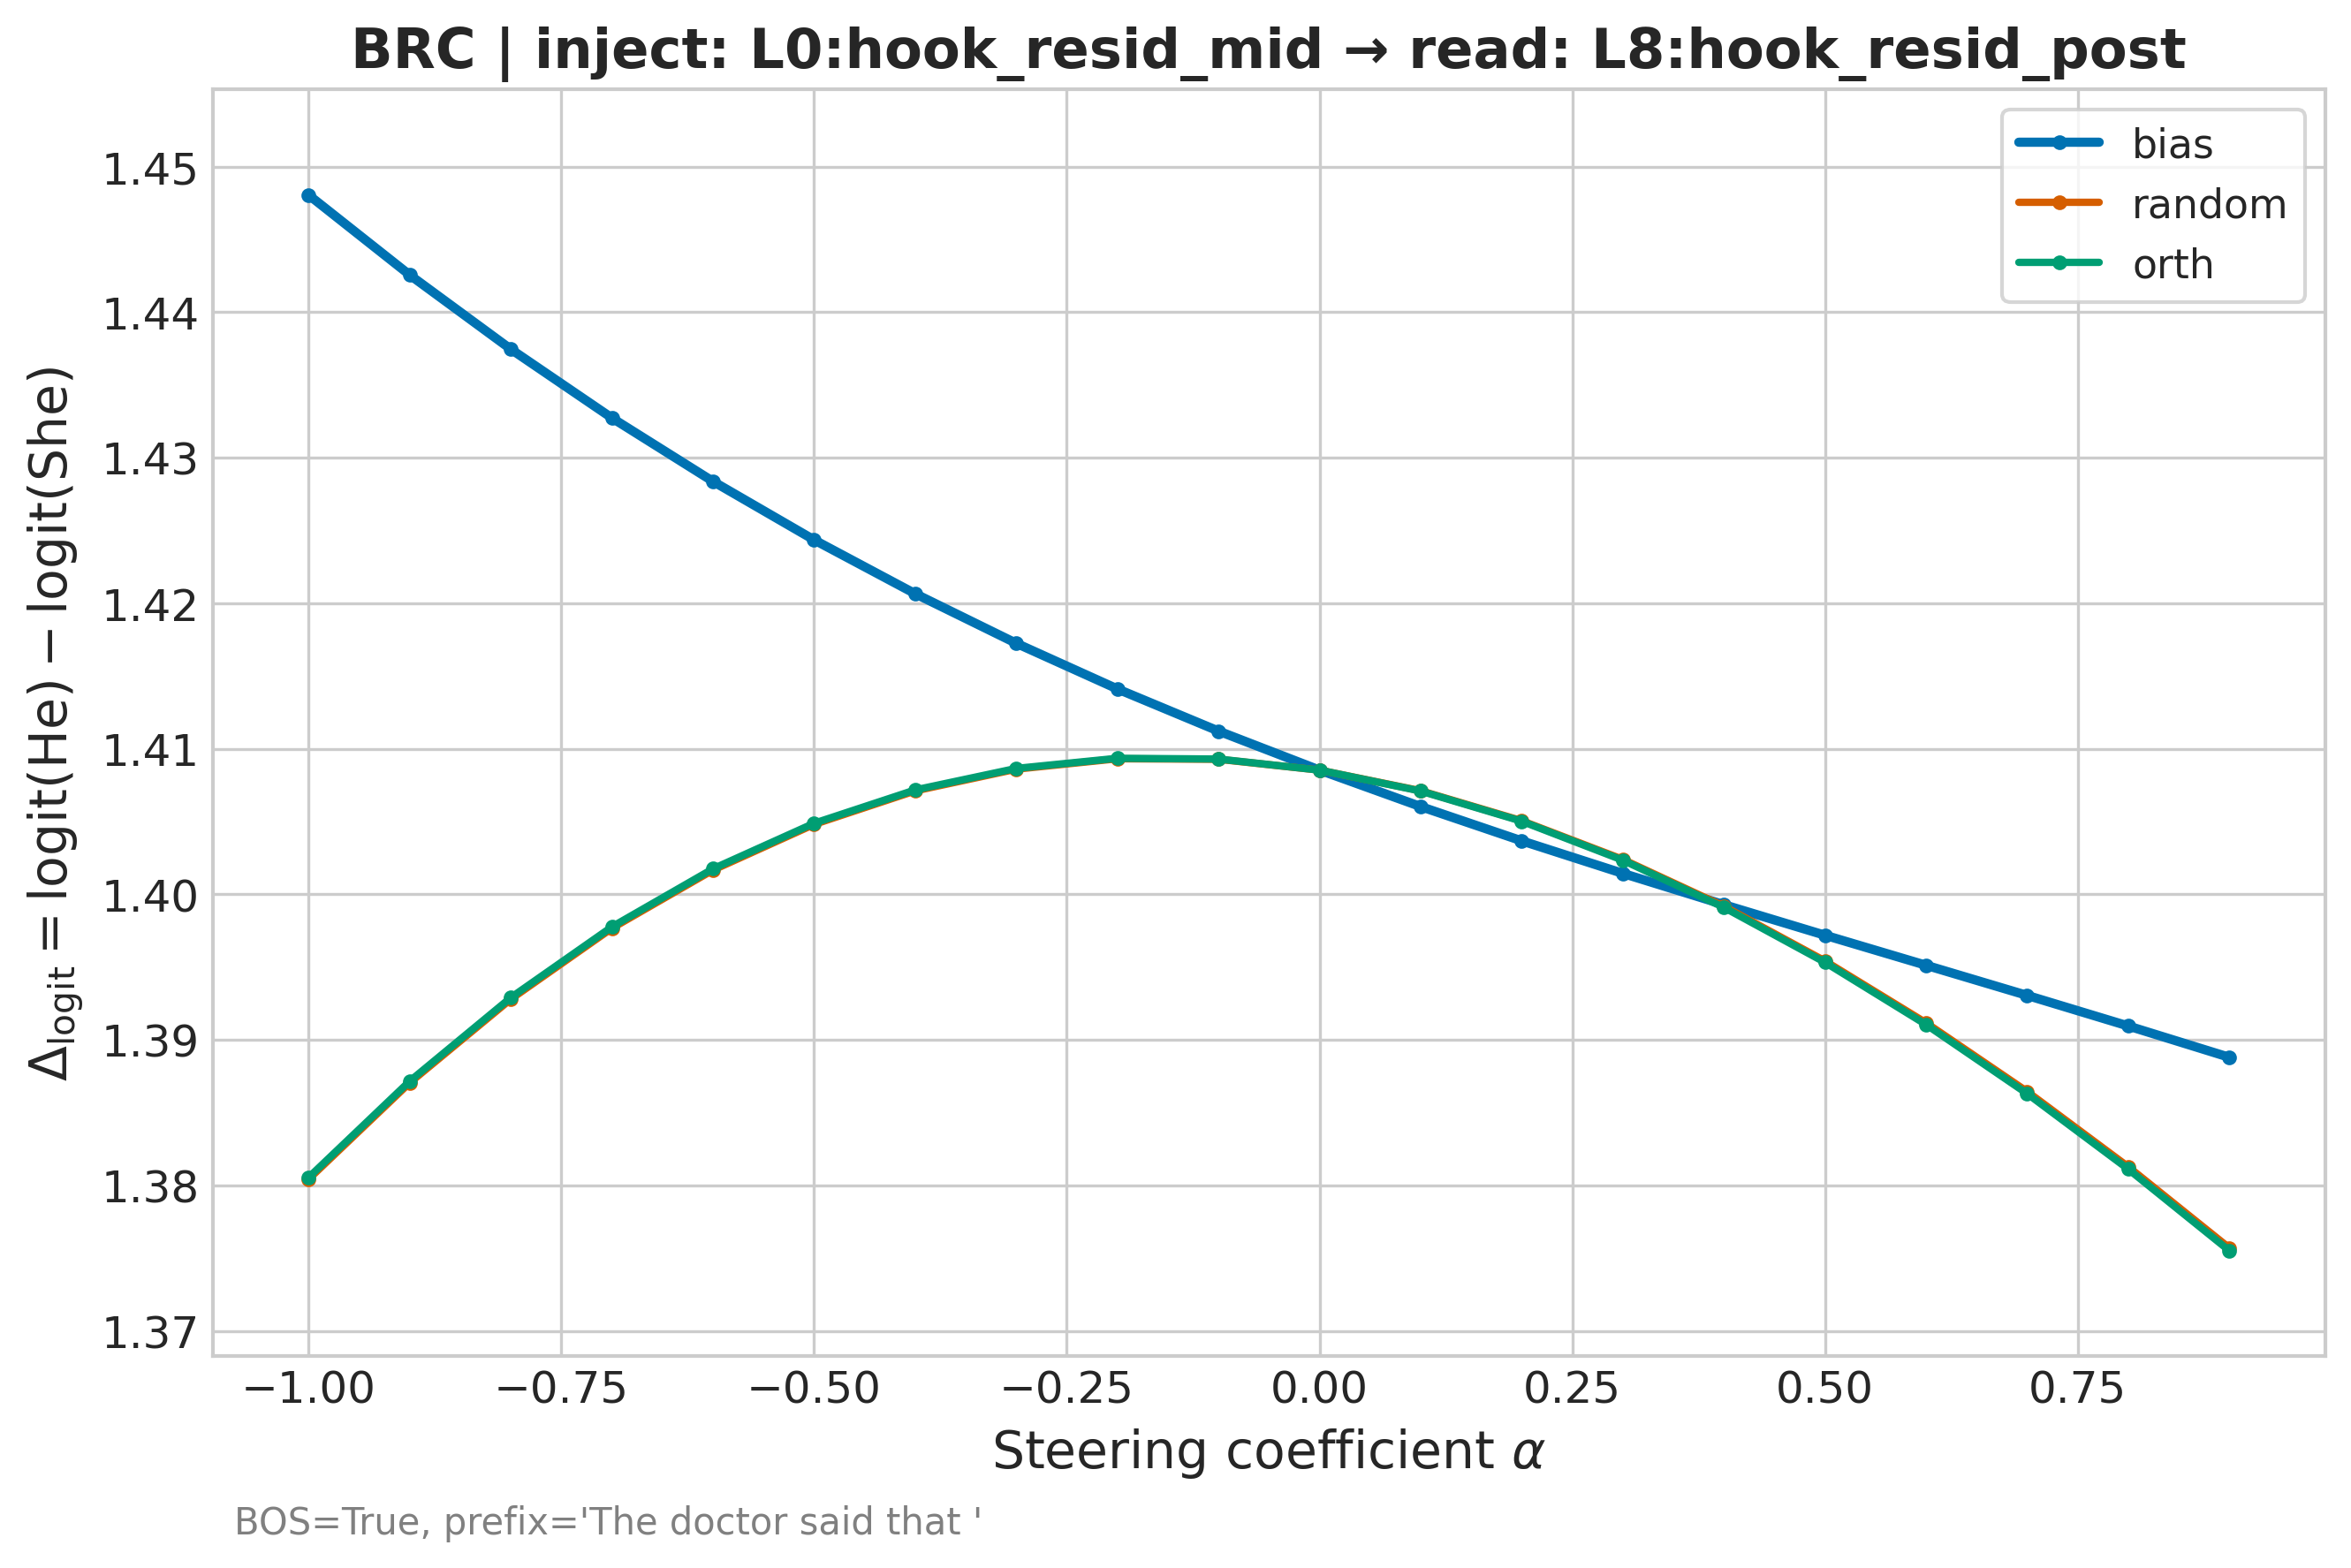 BRC | inject: L0:hook_resid_mid → read: L8:hook_resid_post
bias
random
orth
Δlogit = logit(He) − logit(She)
1.45
1.44
1.43
1.42
1.41
1.40
1.39
1.38
1.37
−1.00 −0.75 −0.50 −0.25 0.00 0.25 0.50 0.75
Steering coefficient α
BOS=True, prefix='The doctor said that '